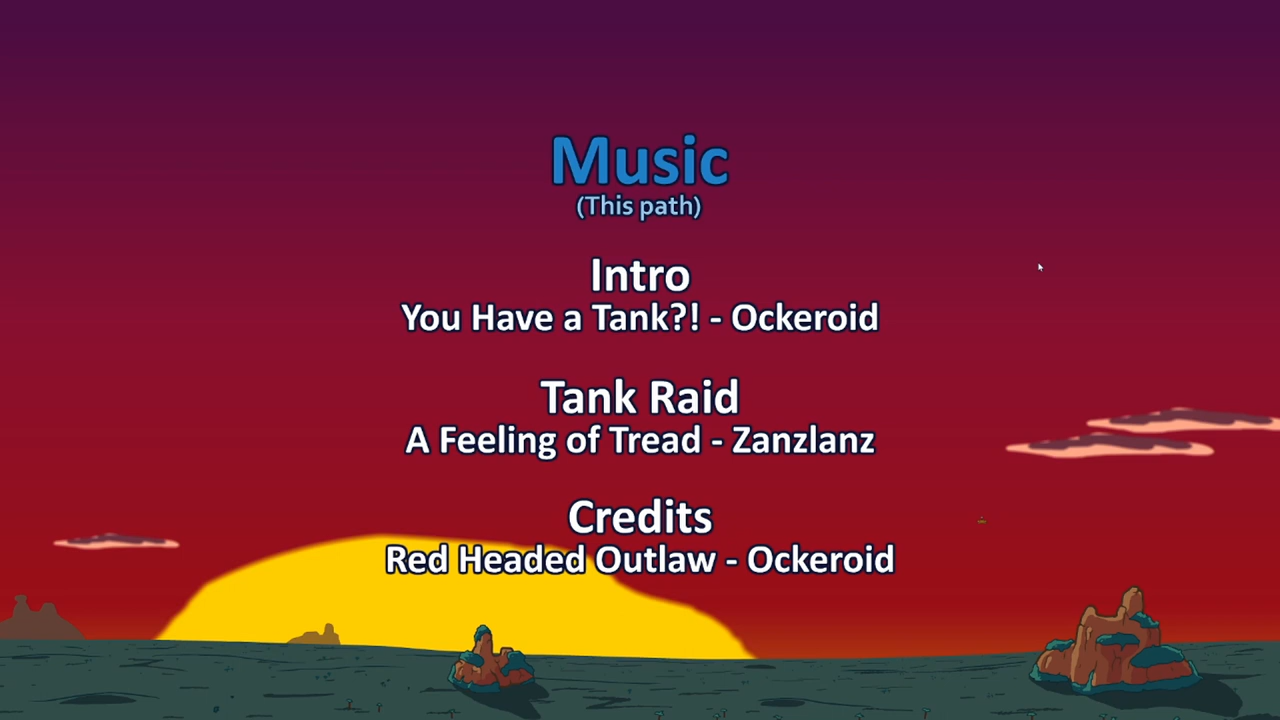 Music
(This path)
Intro
You Have a Tank?! - Ockeroid
Tank Raid
A Feeling of Tread - Zanzlanz
Credits
Red Headed Outlaw - Ockeroid